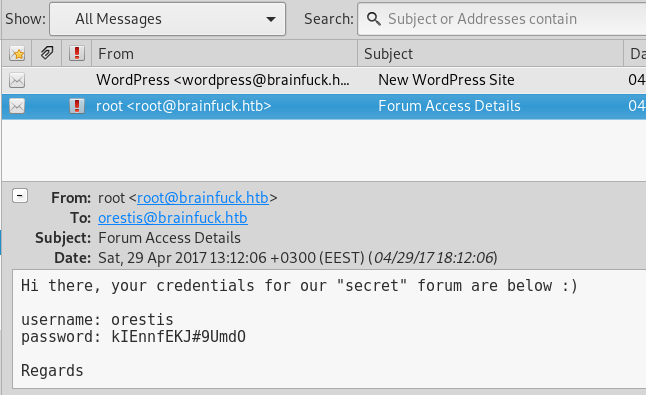 Show: All Messages Search: Subject or Addresses contain
From Subject Da
WordPress <wordpress@brainfuck.h... New WordPress Site 04
root <root@brainfuck.htb> Forum Access Details 04
From: root <root@brainfuck.htb>
To: orestis@brainfuck.htb
Subject: Forum Access Details
Date: Sat, 29 Apr 2017 13:12:06 +0300 (EEST) (04/29/17 18:12:06)
Hi there, your credentials for our "secret" forum are below :)
username: orestis
password: kIEnnfEKJ#9UmdO
Regards